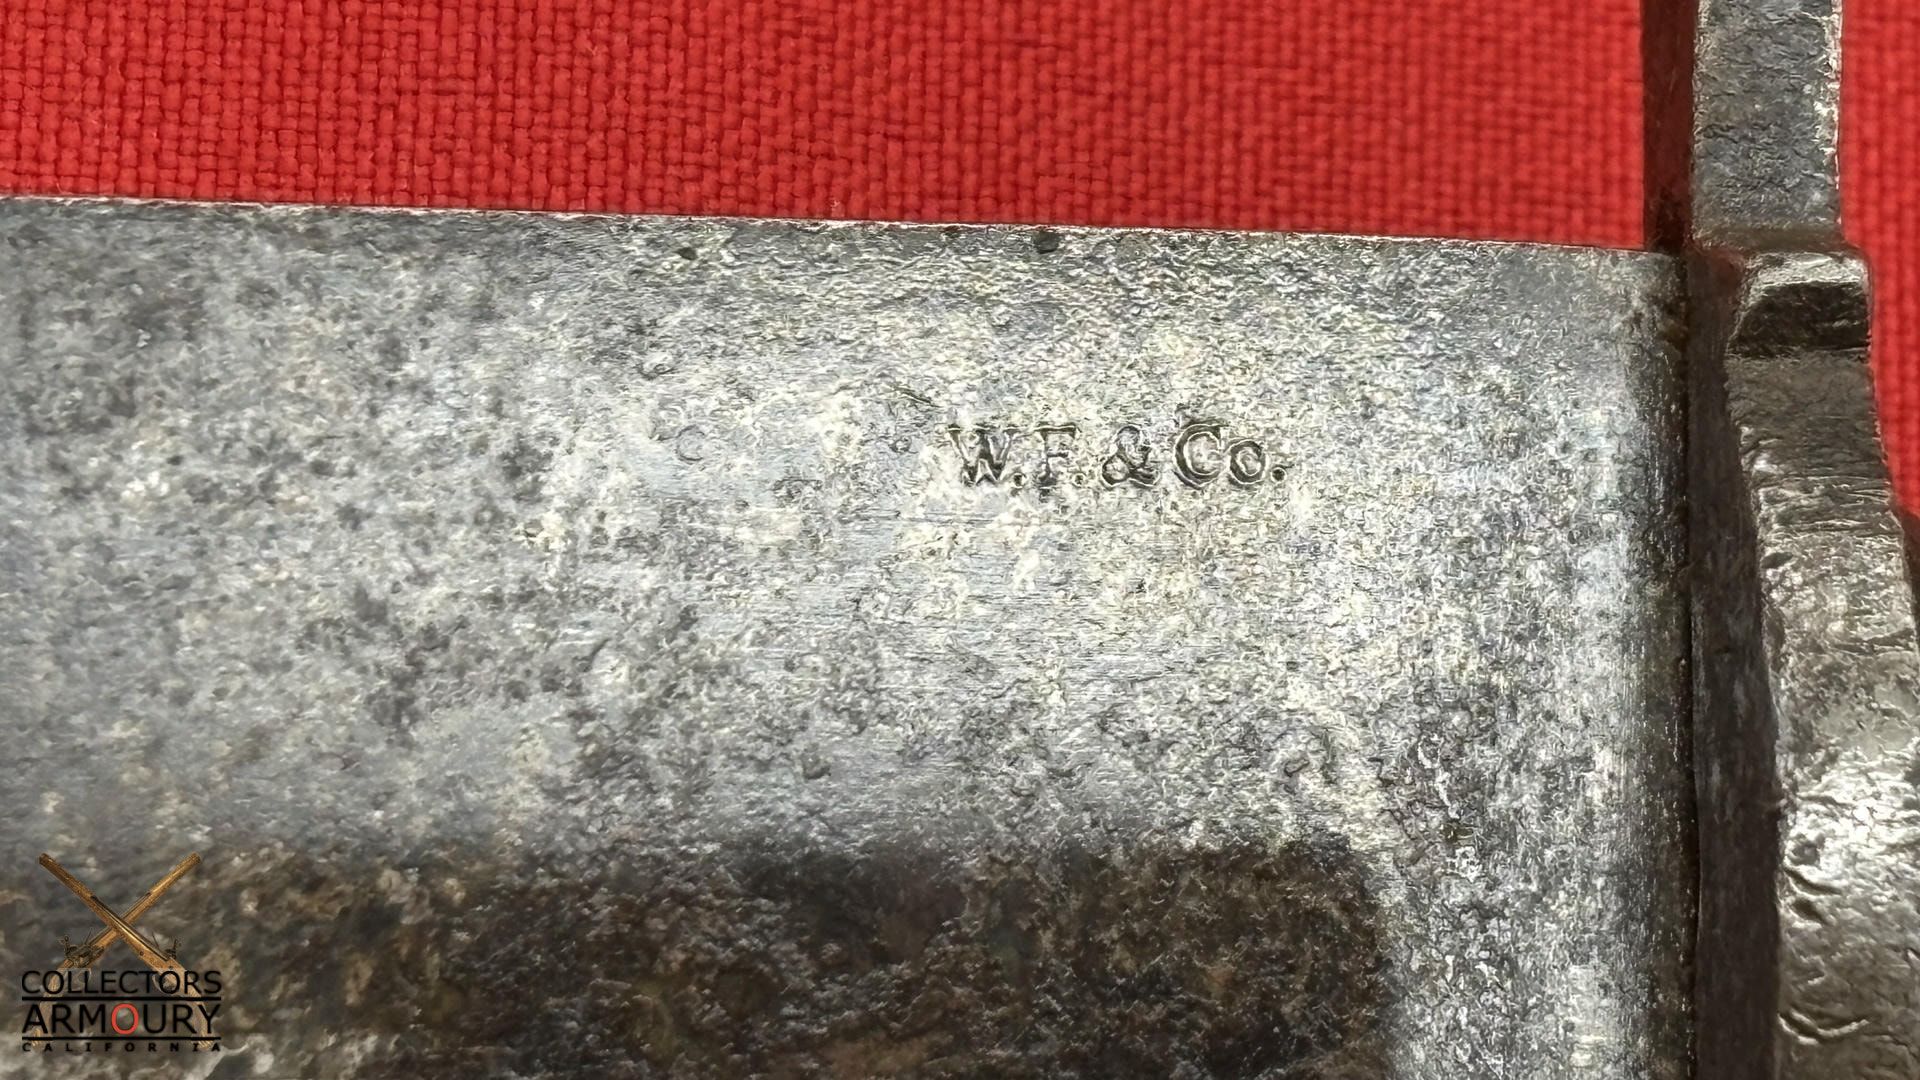 W.F. & Co.
COLLECTORS
ARMOURY
CALIFORNIA